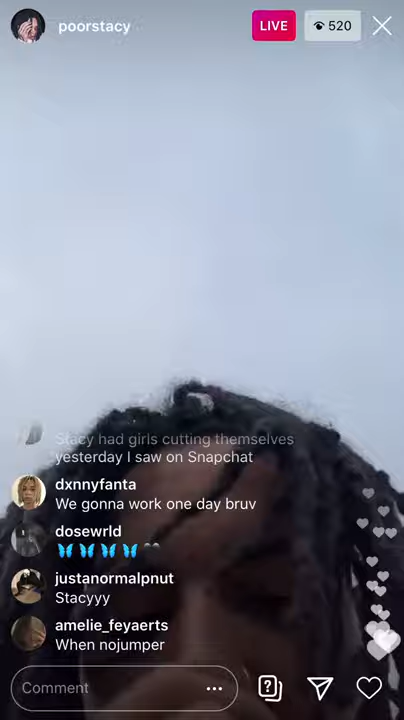 poorstacy
LIVE
520
Stacy had girls cutting themselves
yesterday I saw on Snapchat
dxnnyfanta
We gonna work one day bruv
dosewrld
🦋🦋🦋🦋🖤
justanormalpnut
Stacyyy
amelie_feyaerts
When nojumper
Comment